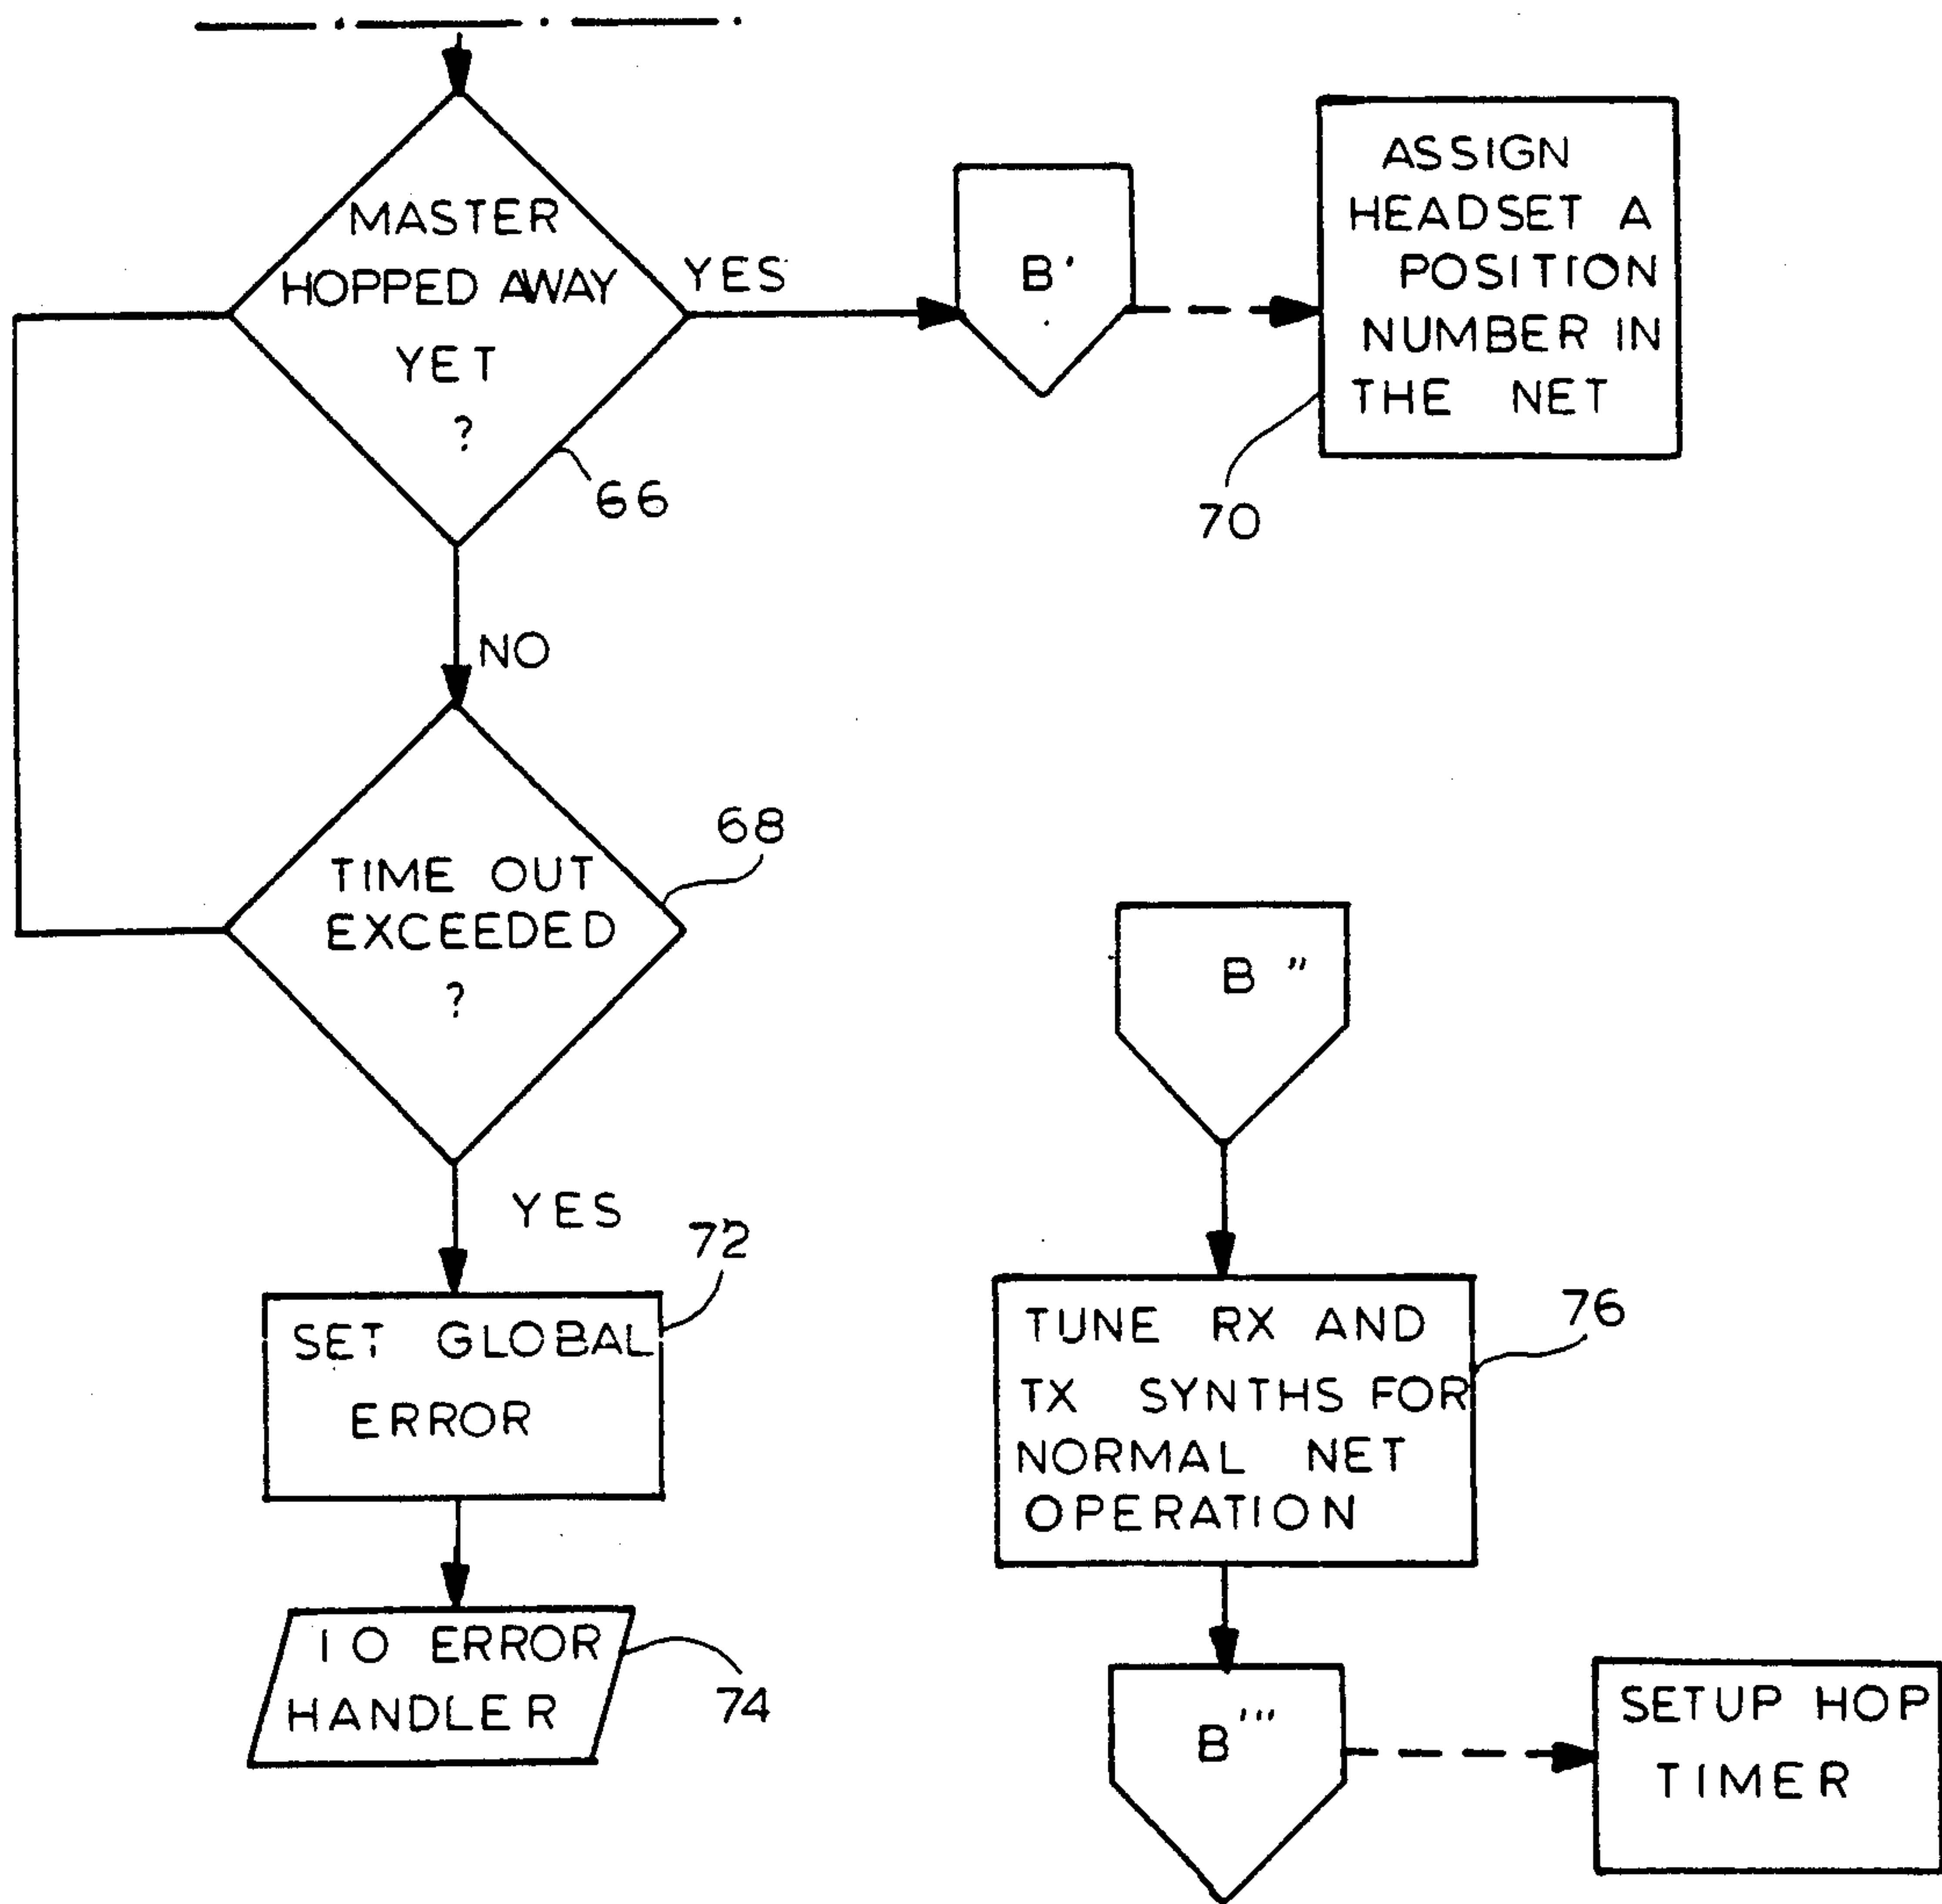 MASTER
HOPPED AWAY
YET
?
YES
66
B'
ASSIGN
HEADSET A
POSITION
NUMBER IN
THE NET
70
NO
TIME OUT
EXCEEDED
?
68
YES
SET GLOBAL
ERROR
72
IO ERROR
HANDLER
74
B"
TUNE RX AND
TX SYNTHS FOR
NORMAL NET
OPERATION
76
B'"
SETUP HOP
TIMER